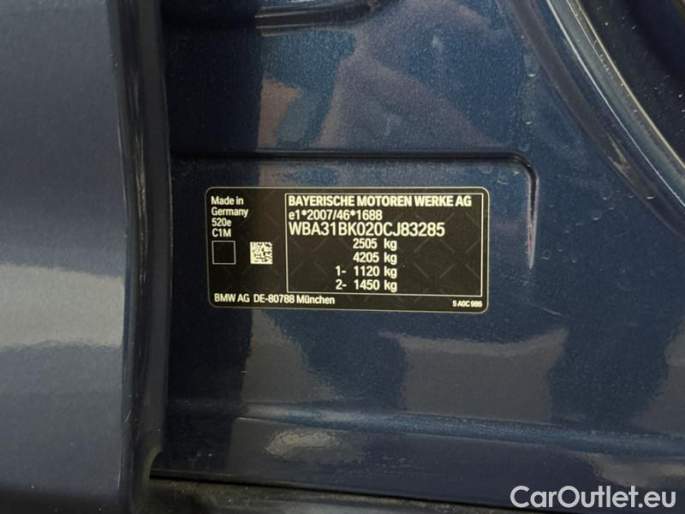 Made in
Germany
520e
C1M
BAYERISCHE MOTOREN WERKE AG
e1*2007/46*1688
WBA31BK020CJ83285
2505 kg
4205 kg
1- 1120 kg
2- 1450 kg
BMW AG DE-80788 München
CarOutlet.eu